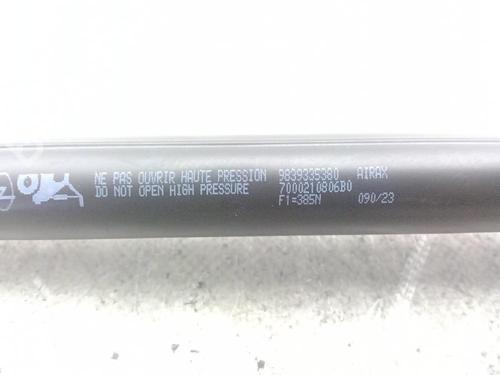 NE PAS OUVRIR HAUTE PRESSION 9839335380 AIRAX
DO NOT OPEN HIGH PRESSURE 7000210806B0
F1=385N 090/23